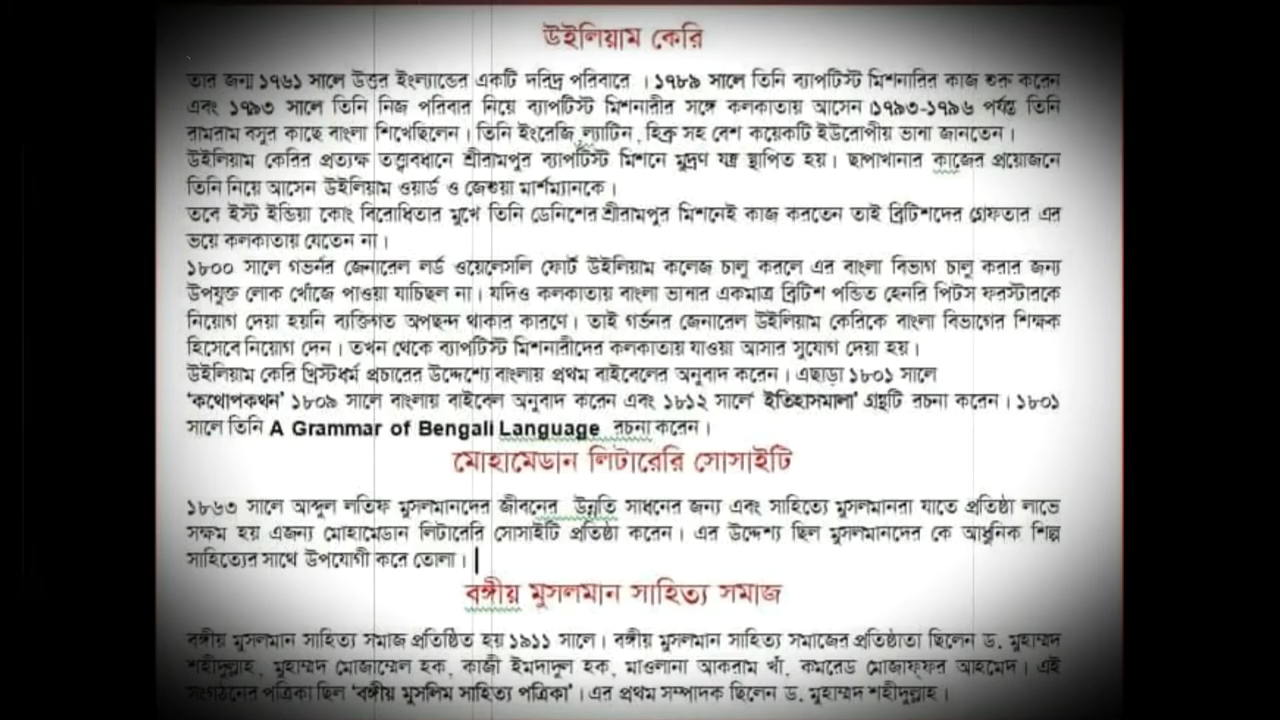 উইলিয়াম কেরি
তার জন্ম ১৭৬১ সালে উত্তর ইংল্যান্ডের একটি দরিদ্র পরিবারে । ১৭৮৯ সালে তিনি ব্যাপটিস্ট মিশনারির কাজ শুরু করেন
এবং ১৭৯৩ সালে তিনি নিজ পরিবার নিয়ে ব্যাপটিস্ট মিশনারীর সঙ্গে কলকাতায় আসেন ।১৭৯৩-১৭৯৬ পর্যন্ত তিনি
রামরাম বসুর কাছে বাংলা শিখেছিলেন। তিনি ইংরেজি,ল্যাটিন, হিব্রু সহ বেশ কয়েকটি ইউরোপীয় ভাষা জানতেন।
উইলিয়াম কেরির প্রত্যক্ষ তত্ত্বাবধানে শ্রীরামপুর ব্যাপটিস্ট মিশনে মুদ্রণ যন্ত্র স্থাপিত হয়। ছাপাখানার কাজের প্রয়োজনে
তিনি নিয়ে আসেন উইলিয়াম ওয়ার্ড ও জেশুয়া মার্শম্যানকে।
তবে ইস্ট ইন্ডিয়া কোং বিরোধিতার মুখে তিনি ডেনিশের শ্রীরামপুর মিশনেই কাজ করতেন তাই ব্রিটিশদের গ্রেফতার এর
ভয়ে কলকাতায় যেতেন না।
১৮০০ সালে গভর্নর জেনারেল লর্ড ওয়েলেসলি ফোর্ট উইলিয়াম কলেজ চালু করলে এর বাংলা বিভাগ চালু করার জন্য
উপযুক্ত লোক খোঁজে পাওয়া যাচিছল না। যদিও কলকাতায় বাংলা ভাষার একমাত্র ব্রিটিশ পন্ডিত হেনরি পিটস ফরস্টারকে
নিয়োগ দেয়া হয়নি ব্যক্তিগত অপছন্দ থাকার কারণে। তাই গর্ভনর জেনারেল উইলিয়াম কেরিকে বাংলা বিভাগের শিক্ষক
হিসেবে নিয়োগ দেন। তখন থেকে ব্যাপটিস্ট মিশনারীদের কলকাতায় যাওয়া আসার সুযোগ দেয়া হয়।
উইলিয়াম কেরি খ্রিস্টধর্ম প্রচারের উদ্দেশ্যে বাংলায় প্রথম বাইবেলের অনুবাদ করেন। এছাড়া ১৮০১ সালে
‘কথোপকথন’ ১৮০৯ সালে বাংলায় বাইবেল অনুবাদ করেন এবং ১৮১২ সালে‘ ইতিহাসমালা’ গ্রন্থটি রচনা করেন। ১৮০১
সালে তিনি A Grammar of Bengali Language রচনা করেন।
মোহামেডান লিটারেরি সোসাইটি
১৮৬৩ সালে আব্দুল লতিফ মুসলমানদের জীবনের উন্নতি সাধনের জন্য এবং সাহিত্যে মুসলমানরা যাতে প্রতিষ্ঠা লাভে
সক্ষম হয় এজন্য মোহামেডান লিটারেরি সোসাইটি প্রতিষ্ঠা করেন। এর উদ্দেশ্য ছিল মুসলমানদের কে আধুনিক শিল্প
সাহিত্যের সাথে উপযোগী করে তোলা।
বঙ্গীয় মুসলমান সাহিত্য সমাজ
বঙ্গীয় মুসলমান সাহিত্য সমাজ প্রতিষ্ঠিত হয় ১৯১১ সালে। বঙ্গীয় মুসলমান সাহিত্য সমাজের প্রতিষ্ঠাতা ছিলেন ড. মুহাম্মদ
শহীদুল্লাহ, মুহাম্মদ মোজাম্মেল হক, কাজী ইমদাদুল হক, মাওলানা আকরাম খাঁ, কমরেড মোজাফ্ফর আহমেদ। এই
সংগঠনের পত্রিকা ছিল ‘বঙ্গীয় মুসলিম সাহিত্য পত্রিকা’। এর প্রথম সম্পাদক ছিলেন ড. মুহাম্মদ শহীদুল্লাহ।